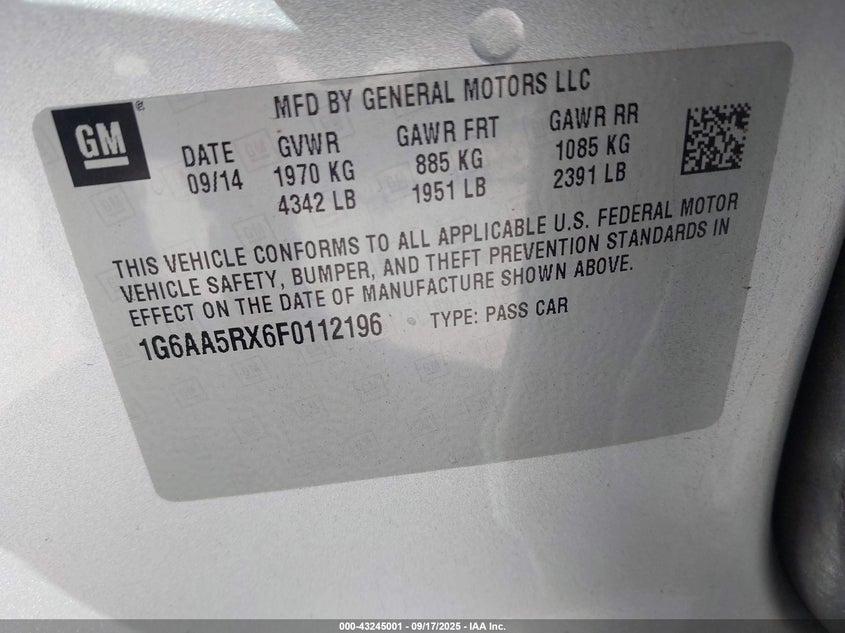 GM
®
MFD BY GENERAL MOTORS LLC
DATE
09/14
GVWR
1970 KG
4342 LB
GAWR FRT
885 KG
1951 LB
GAWR RR
1085 KG
2391 LB
THIS VEHICLE CONFORMS TO ALL APPLICABLE U.S. FEDERAL MOTOR
VEHICLE SAFETY, BUMPER, AND THEFT PREVENTION STANDARDS IN
EFFECT ON THE DATE OF MANUFACTURE SHOWN ABOVE.
1G6AA5RX6F0112196
TYPE: PASS CAR
000-43245001 - 09/17/2025 - IAA Inc.